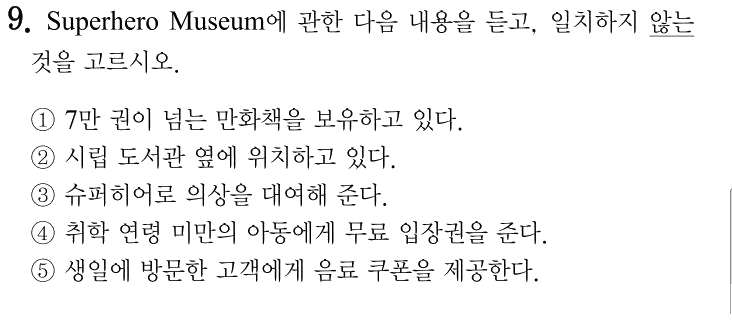 9. Superhero Museum에 관한 다음 내용을 듣고, 일치하지 않는
것을 고르시오.
① 7만 권이 넘는 만화책을 보유하고 있다.
② 시립 도서관 옆에 위치하고 있다.
③ 슈퍼히어로 의상을 대여해 준다.
④ 취학 연령 미만의 아동에게 무료 입장권을 준다.
⑤ 생일에 방문한 고객에게 음료 쿠폰을 제공한다.